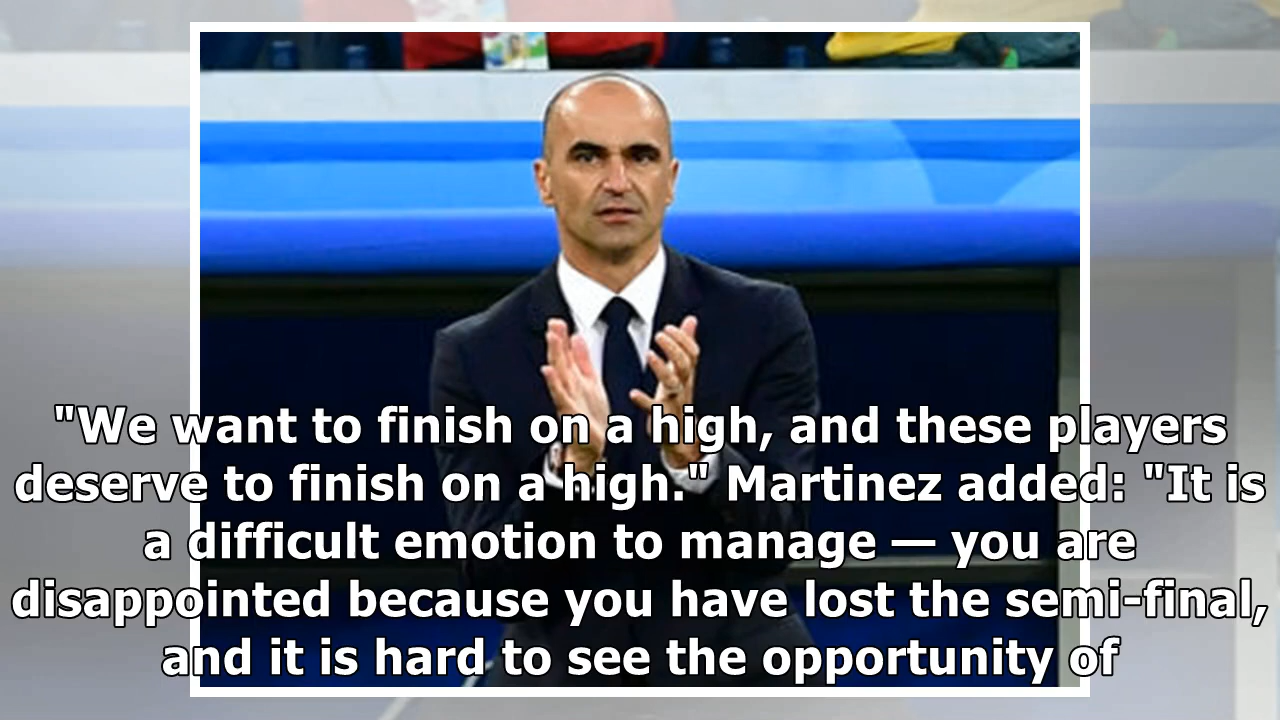 "We want to finish on a high, and these players
deserve to finish on a high." Martinez added: "It is
a difficult emotion to manage — you are
disappointed because you have lost the semi-final,
and it is hard to see the opportunity of